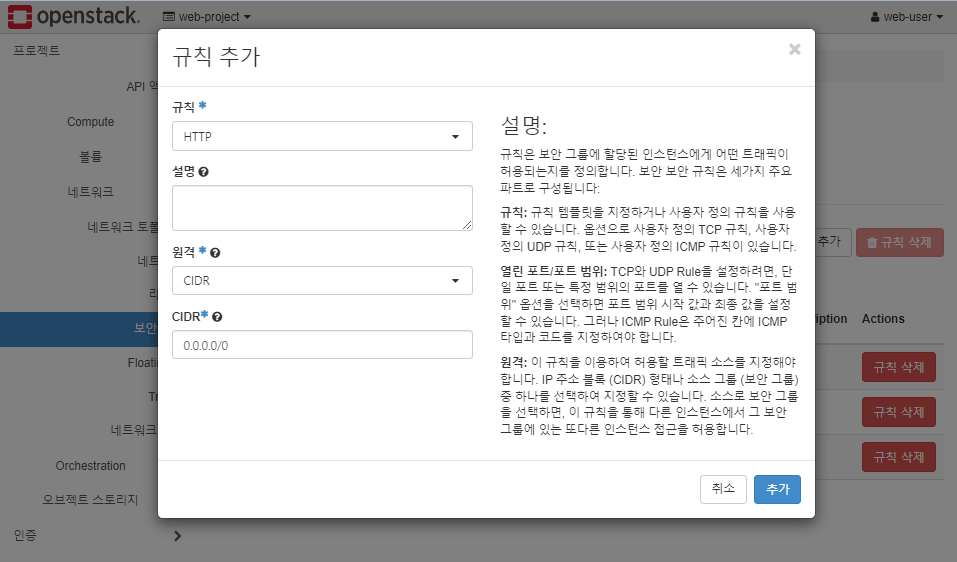 openstack.
web-project
web-user
프로젝트
API
Compute
볼륨
네트워크
네트워크 토폴
네트
보안
Floati
Tr
네트워크
Orchestration
오브젝트 스토리지
인증
규칙 추가
×
규칙 *
HTTP
설명
원격 *
CIDR
CIDR*
0.0.0.0/0
설명:
규칙은 보안 그룹에 할당된 인스턴스에게 어떤 트래픽이
허용되는지를 정의합니다. 보안 보안 규칙은 세가지 주요
파트로 구성됩니다:
규칙: 규칙 템플릿을 지정하거나 사용자 정의 규칙을 사용
할 수 있습니다. 옵션으로 사용자 정의 TCP 규칙, 사용자
정의 UDP 규칙, 또는 사용자 정의 ICMP 규칙이 있습니다.
열린 포트/포트 범위: TCP와 UDP Rule을 설정하려면, 단
일 포트 또는 특정 범위의 포트를 열 수 있습니다. "포트 범
위" 옵션을 선택하면 포트 범위 시작 값과 최종 값을 설정
할 수 있습니다. 그러나 ICMP Rule은 주어진 칸에 ICMP
타입과 코드를 지정하여야 합니다.
원격: 이 규칙을 이용하여 허용할 트래픽 소스를 지정해야
합니다. IP 주소 블록 (CIDR) 형태나 소스 그룹 (보안 그룹)
중 하나를 선택하여 지정할 수 있습니다. 소스로 보안 그룹
을 선택하면, 이 규칙을 통해 다른 인스턴스에서 그 보안
그룹에 있는 또다른 인스턴스 접근을 허용합니다.
취소
추가
추가
규칙 삭제
iption
Actions
규칙 삭제
규칙 삭제
규칙 삭제